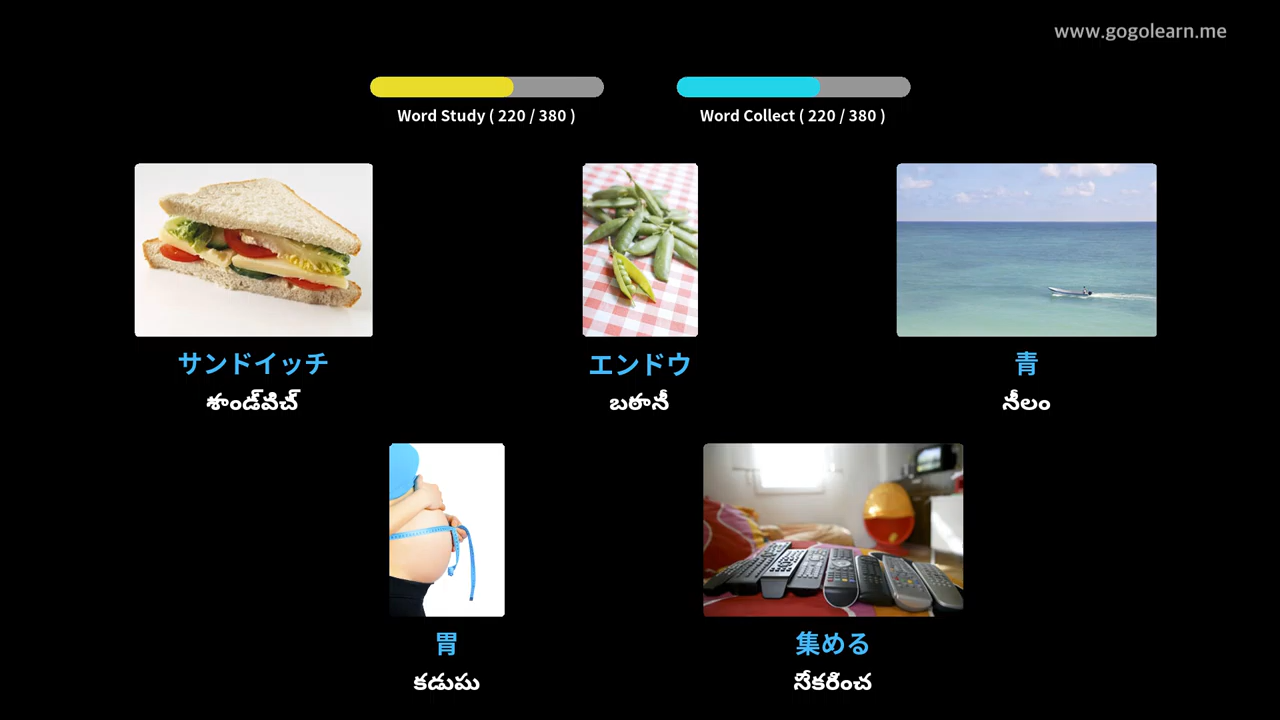 www.gogolearn.me
Word Study ( 220 / 380 )
Word Collect ( 220 / 380 )
サンドイッチ
శాండ్‌విచ్
エンドウ
బఠానీ
青
నీలం
胃
కడుపు
集める
సేకరించ